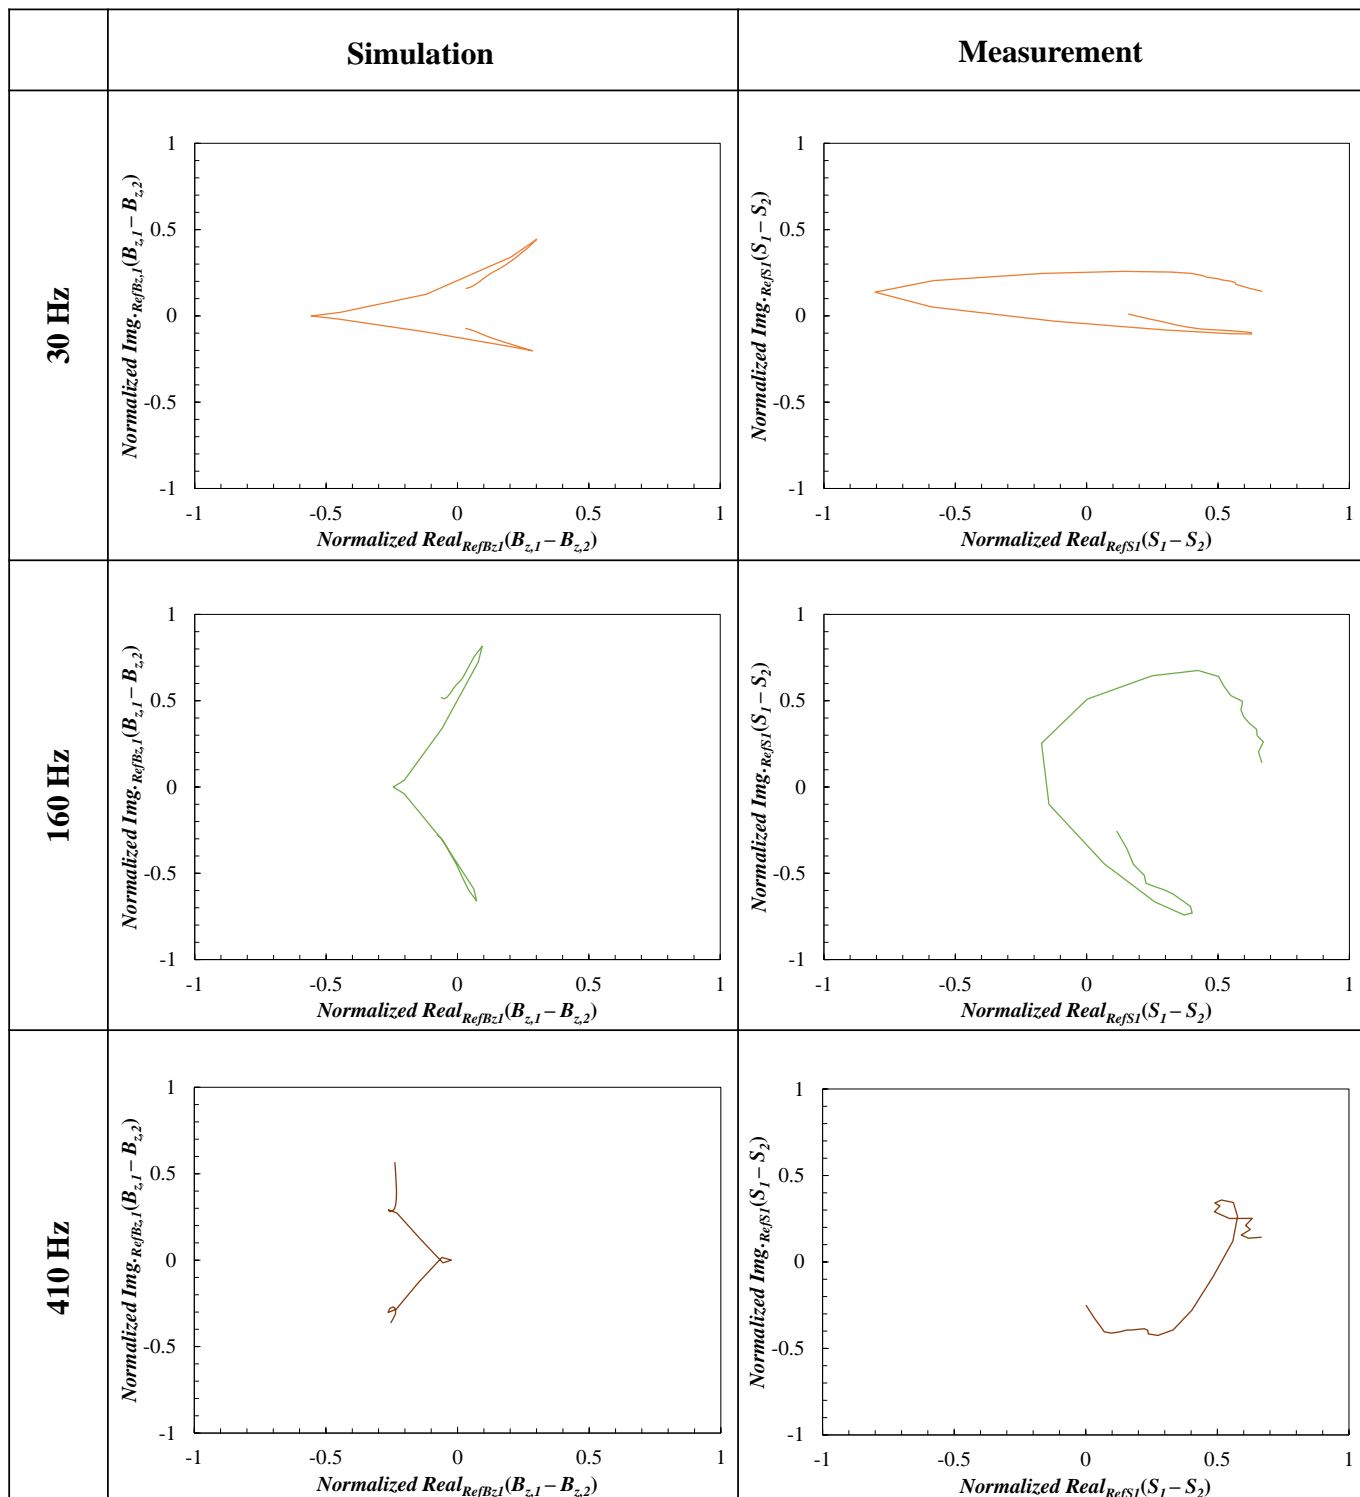 Simulation
Measurement
30 Hz
Normalized Img.RefBz,1(Bz,1 – Bz,2)
1
0.5
0
-0.5
-1
-1 -0.5 0 0.5 1
Normalized RealRefBz1(Bz,1 – Bz,2)
Normalized Img.RefS1(S1 – S2)
1
0.5
0
-0.5
-1
-1 -0.5 0 0.5 1
Normalized RealRefS1(S1 – S2)
160 Hz
Normalized Img.RefBz,1(Bz,1 – Bz,2)
1
0.5
0
-0.5
-1
-1 -0.5 0 0.5 1
Normalized RealRefBz1(Bz,1 – Bz,2)
Normalized Img.RefS1(S1 – S2)
1
0.5
0
-0.5
-1
-1 -0.5 0 0.5 1
Normalized RealRefS1(S1 – S2)
410 Hz
Normalized Img.RefBz,1(Bz,1 – Bz,2)
1
0.5
0
-0.5
-1
-1 -0.5 0 0.5 1
Normalized RealRefBz1(Bz,1 – Bz,2)
Normalized Img.RefS1(S1 – S2)
1
0.5
0
-0.5
-1
-1 -0.5 0 0.5 1
Normalized RealRefS1(S1 – S2)